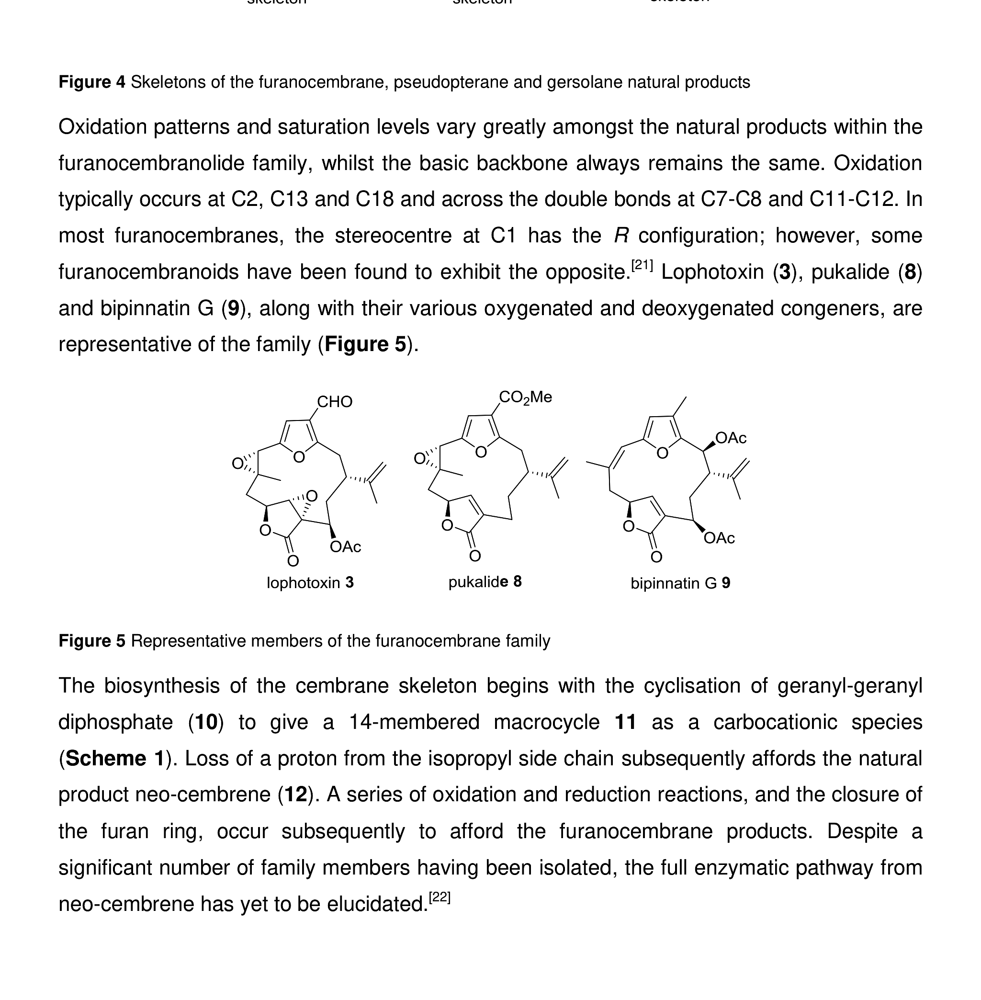 skeleton skeleton skeleton
Figure 4 Skeletons of the furanocembrane, pseudopterane and gersolane natural products
Oxidation patterns and saturation levels vary greatly amongst the natural products within the
furanocembranolide family, whilst the basic backbone always remains the same. Oxidation
typically occurs at C2, C13 and C18 and across the double bonds at C7-C8 and C11-C12. In
most furanocembranes, the stereocentre at C1 has the R configuration; however, some
furanocembranoids have been found to exhibit the opposite.[21] Lophotoxin (3), pukalide (8)
and bipinnatin G (9), along with their various oxygenated and deoxygenated congeners, are
representative of the family (Figure 5).
CHO
O
O
O
O
O
OAc
lophotoxin 3
CO2Me
O
O
O
O
pukalide 8
OAc
O
O
O
OAc
bipinnatin G 9
Figure 5 Representative members of the furanocembrane family
The biosynthesis of the cembrane skeleton begins with the cyclisation of geranyl-geranyl
diphosphate (10) to give a 14-membered macrocycle 11 as a carbocationic species
(Scheme 1). Loss of a proton from the isopropyl side chain subsequently affords the natural
product neo-cembrene (12). A series of oxidation and reduction reactions, and the closure of
the furan ring, occur subsequently to afford the furanocembrane products. Despite a
significant number of family members having been isolated, the full enzymatic pathway from
neo-cembrene has yet to be elucidated.[22]